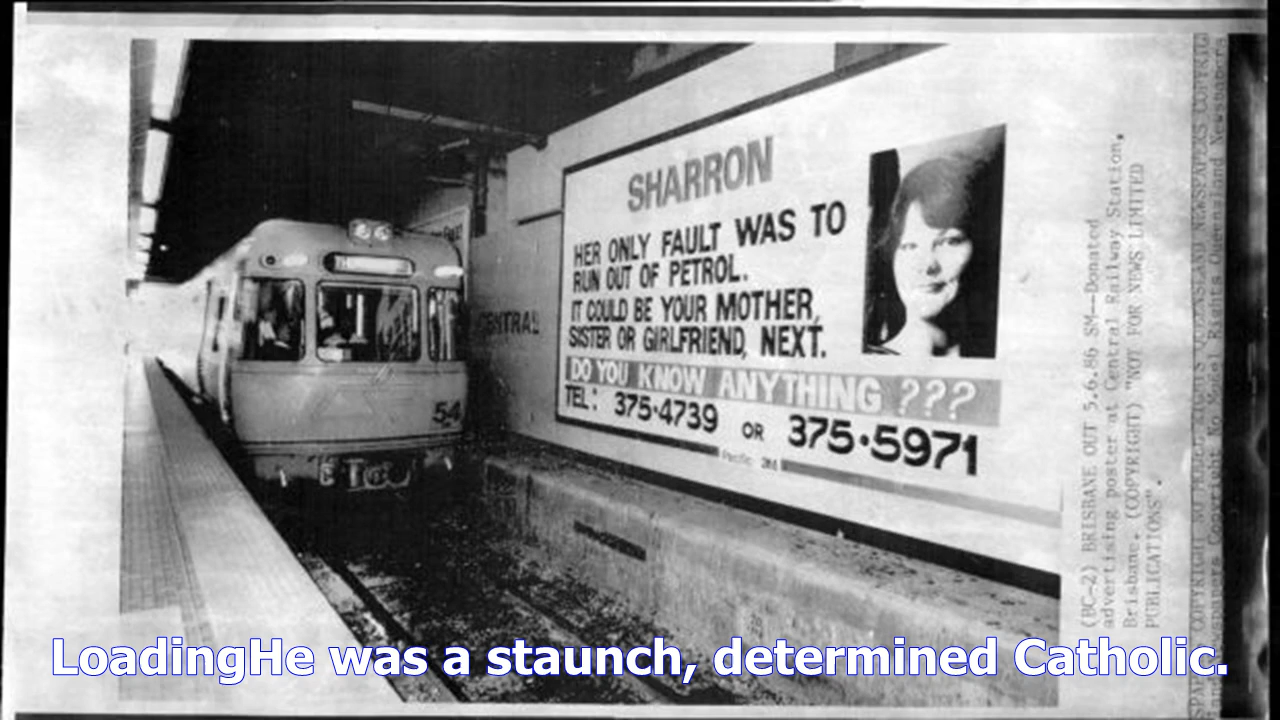 SHARRON
HER ONLY FAULT WAS TO
RUN OUT OF PETROL.
IT COULD BE YOUR MOTHER,
SISTER OR GIRLFRIEND, NEXT.
DO YOU KNOW ANYTHING ???
TEL: 375·4739 OR 375·5971
CENTRAL
54
(BC-2) BRISBANE OUT 5.6.86 SM--Donated
advertising poster at Central Railway Station,
Brisbane. (COPYRIGHT) "NOT FOR NEWS LIMITED
PUBLICATIONS".
LoadingHe was a staunch, determined Catholic.